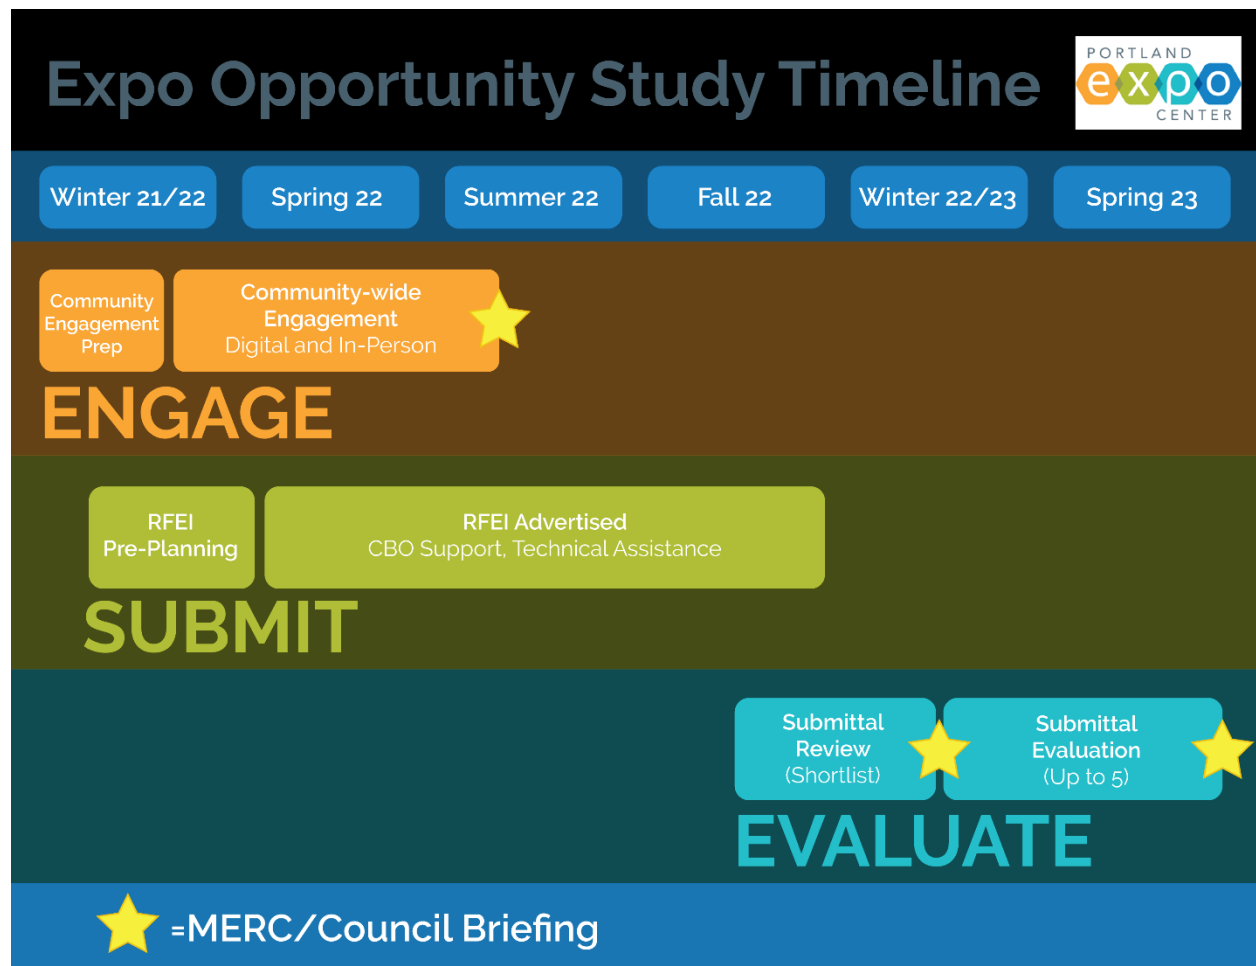 Expo Opportunity Study Timeline
PORTLAND
expo
CENTER
Winter 21/22
Spring 22
Summer 22
Fall 22
Winter 22/23
Spring 23
Community
Engagement
Prep
Community-wide
Engagement
Digital and In-Person
ENGAGE
RFEI
Pre-Planning
RFEI Advertised
CBO Support, Technical Assistance
SUBMIT
Submittal
Review
(Shortlist)
Submittal
Evaluation
(Up to 5)
EVALUATE
=MERC/Council Briefing